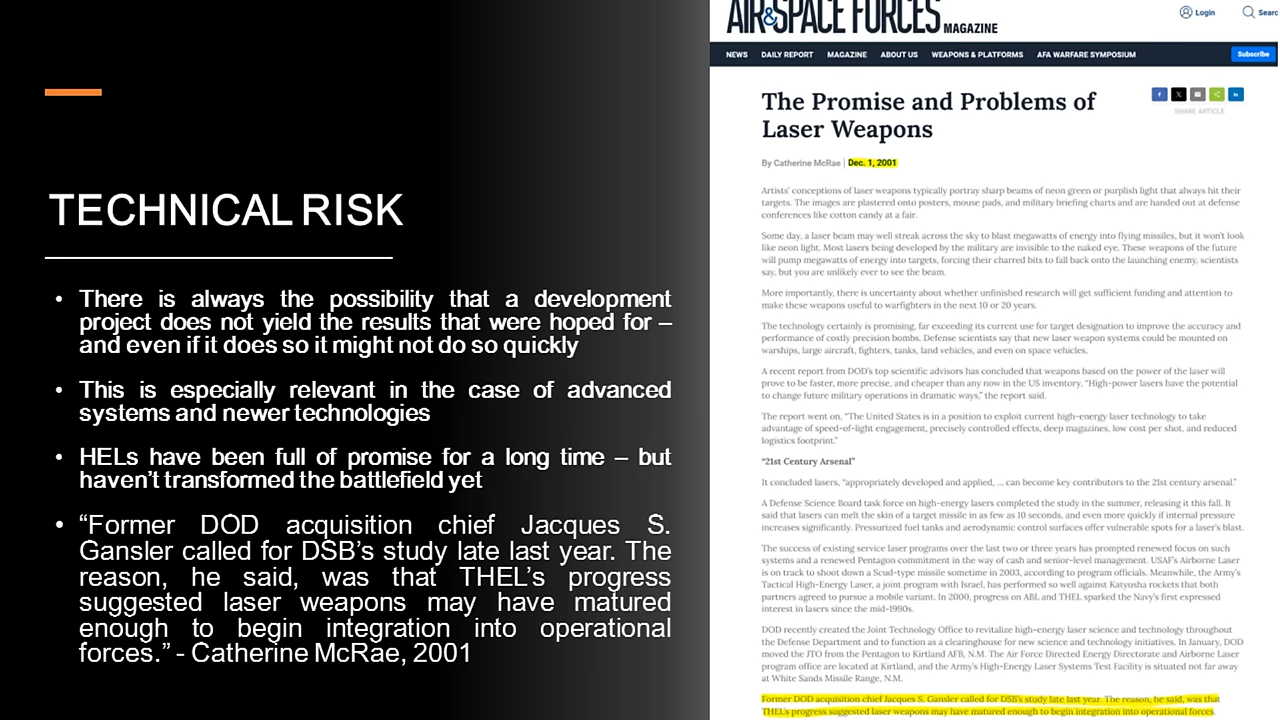 TECHNICAL RISK
• There is always the possibility that a development
project does not yield the results that were hoped for –
and even if it does so it might not do so quickly
• This is especially relevant in the case of advanced
systems and newer technologies
• HELs have been full of promise for a long time – but
haven't transformed the battlefield yet
• “Former DOD acquisition chief Jacques S.
Gansler called for DSB's study late last year. The
reason, he said, was that THEL's progress
suggested laser weapons may have matured
enough to begin integration into operational
forces.” - Catherine McRae, 2001
AIR & SPACE FORCES MAGAZINE
Login
Searc
NEWS DAILY REPORT MAGAZINE ABOUT US WEAPONS & PLATFORMS AFA WARFARE SYMPOSIUM
Subscribe
The Promise and Problems of
Laser Weapons
SHARE ARTICLE
By Catherine McRae | Dec. 1, 2001
Artists' conceptions of laser weapons typically portray sharp beams of neon green or purplish light that always hit their
targets. The images are plastered onto posters, mouse pads, and military briefing charts and are handed out at defense
conferences like cotton candy at a fair.
Some day, a laser beam may well streak across the sky to blast megawatts of energy into flying missiles, but it won't look
like neon light. Most lasers being developed by the military are invisible to the naked eye. These weapons of the future
will pump megawatts of energy into targets, forcing their charred bits to fall back onto the launching enemy, scientists
say, but you are unlikely ever to see the beam.
More importantly, there is uncertainty about whether unfinished research will get sufficient funding and attention to
make these weapons useful to warfighters in the next 10 or 20 years.
The technology certainly is promising, far exceeding its current use for target designation to improve the accuracy and
performance of costly precision bombs. Defense scientists say that new laser weapon systems could be mounted on
warships, large aircraft, fighters, tanks, land vehicles, and even on space vehicles.
A recent report from DOD's top scientific advisors has concluded that weapons based on the power of the laser will
prove to be faster, more precise, and cheaper than any now in the US inventory. “High-power lasers have the potential
to change future military operations in dramatic ways,” the report said.
The report went on, “The United States is in a position to exploit current high-energy laser technology to take
advantage of speed-of-light engagement, precisely controlled effects, deep magazines, low cost per shot, and reduced
logistics footprint.”
“21st Century Arsenal”
It concluded lasers, “appropriately developed and applied, ... can become key contributors to the 21st century arsenal.”
A Defense Science Board task force on high-energy lasers completed the study in the summer, releasing it this fall. It
said that lasers can melt the skin of a target missile in as few as 10 seconds, and even more quickly if internal pressure
increases significantly. Pressurized fuel tanks and aerodynamic control surfaces offer vulnerable spots for a laser's blast.
The success of existing service laser programs over the last two or three years has prompted renewed focus on such
systems and a renewed Pentagon commitment in the way of cash and senior-level management. USAF's Airborne Laser
is on track to shoot down a Scud-type missile sometime in 2003, according to program officials. Meanwhile, the Army's
Tactical High-Energy Laser, a joint program with Israel, has performed so well against Katyusha rockets that both
partners agreed to pursue a mobile variant. In 2000, progress on ABL and THEL sparked the Navy's first expressed
interest in lasers since the mid-1990s.
DOD recently created the Joint Technology Office to revitalize high-energy laser science and technology throughout
the Defense Department and to function as a clearinghouse for new science and technology initiatives. In January, DOD
moved the JTO from the Pentagon to Kirtland AFB, N.M. The Air Force Directed Energy Directorate and Airborne Laser
program office are located at Kirtland, and the Army's High-Energy Laser Systems Test Facility is situated not far away
at White Sands Missile Range, N.M.
Former DOD acquisition chief Jacques S. Gansler called for DSB's study late last year. The reason, he said, was that
THEL's progress suggested laser weapons may have matured enough to begin integration into operational forces.